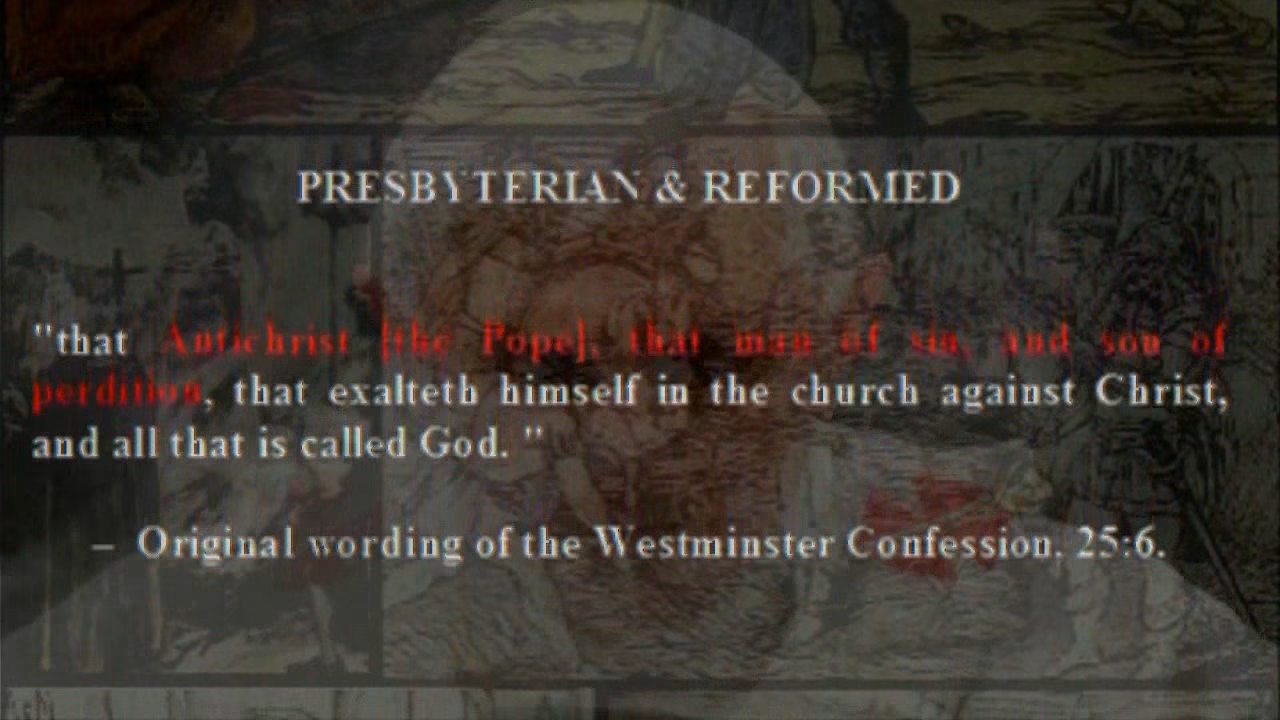 PRESBYTERIAN & REFORMED
"that Antichrist [the Pope], that man of sin, and son of
perdition, that exalteth himself in the church against Christ,
and all that is called God. "
– Original wording of the Westminster Confession. 25:6.